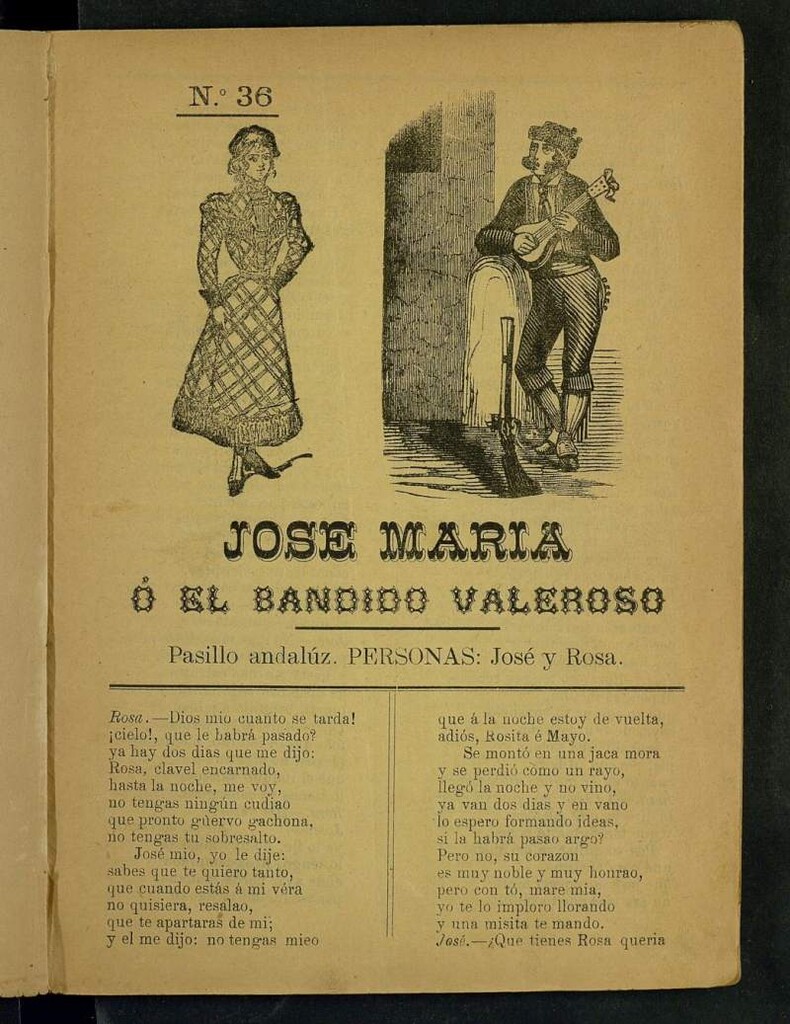 N.º 36
JOSE MARIA
Ó EL BANDIDO VALEROSO
Pasillo andalúz. PERSONAS: José y Rosa.
Rosa.—Dios mio cuanto se tarda!
¡cielo!, que le habrá pasado?
ya hay dos dias que me dijo:
Rosa, clavel encarnado,
hasta la noche, me voy,
no tengas ningún cudiao
que pronto güervo gachona,
no tengas tu sobresalto.
José mio, yo le dije:
sabes que te quiero tanto,
que cuando estás á mi véra
no quisiera, resalao,
que te apartaras de mi;
y el me dijo: no tengas mieo
que á la noche estoy de vuelta,
adiós, Rosita é Mayo.
Se montó en una jaca mora
y se perdió como un rayo,
llegó la noche y no vino,
ya van dos dias y en vano
lo espero formando ideas,
si la habrá pasao argo?
Pero no, su corazon
es muy noble y muy honrao,
pero con tó, mare mia,
yo te lo imploro llorando
y una misita te mando.
José.—¿Que tienes Rosa queria